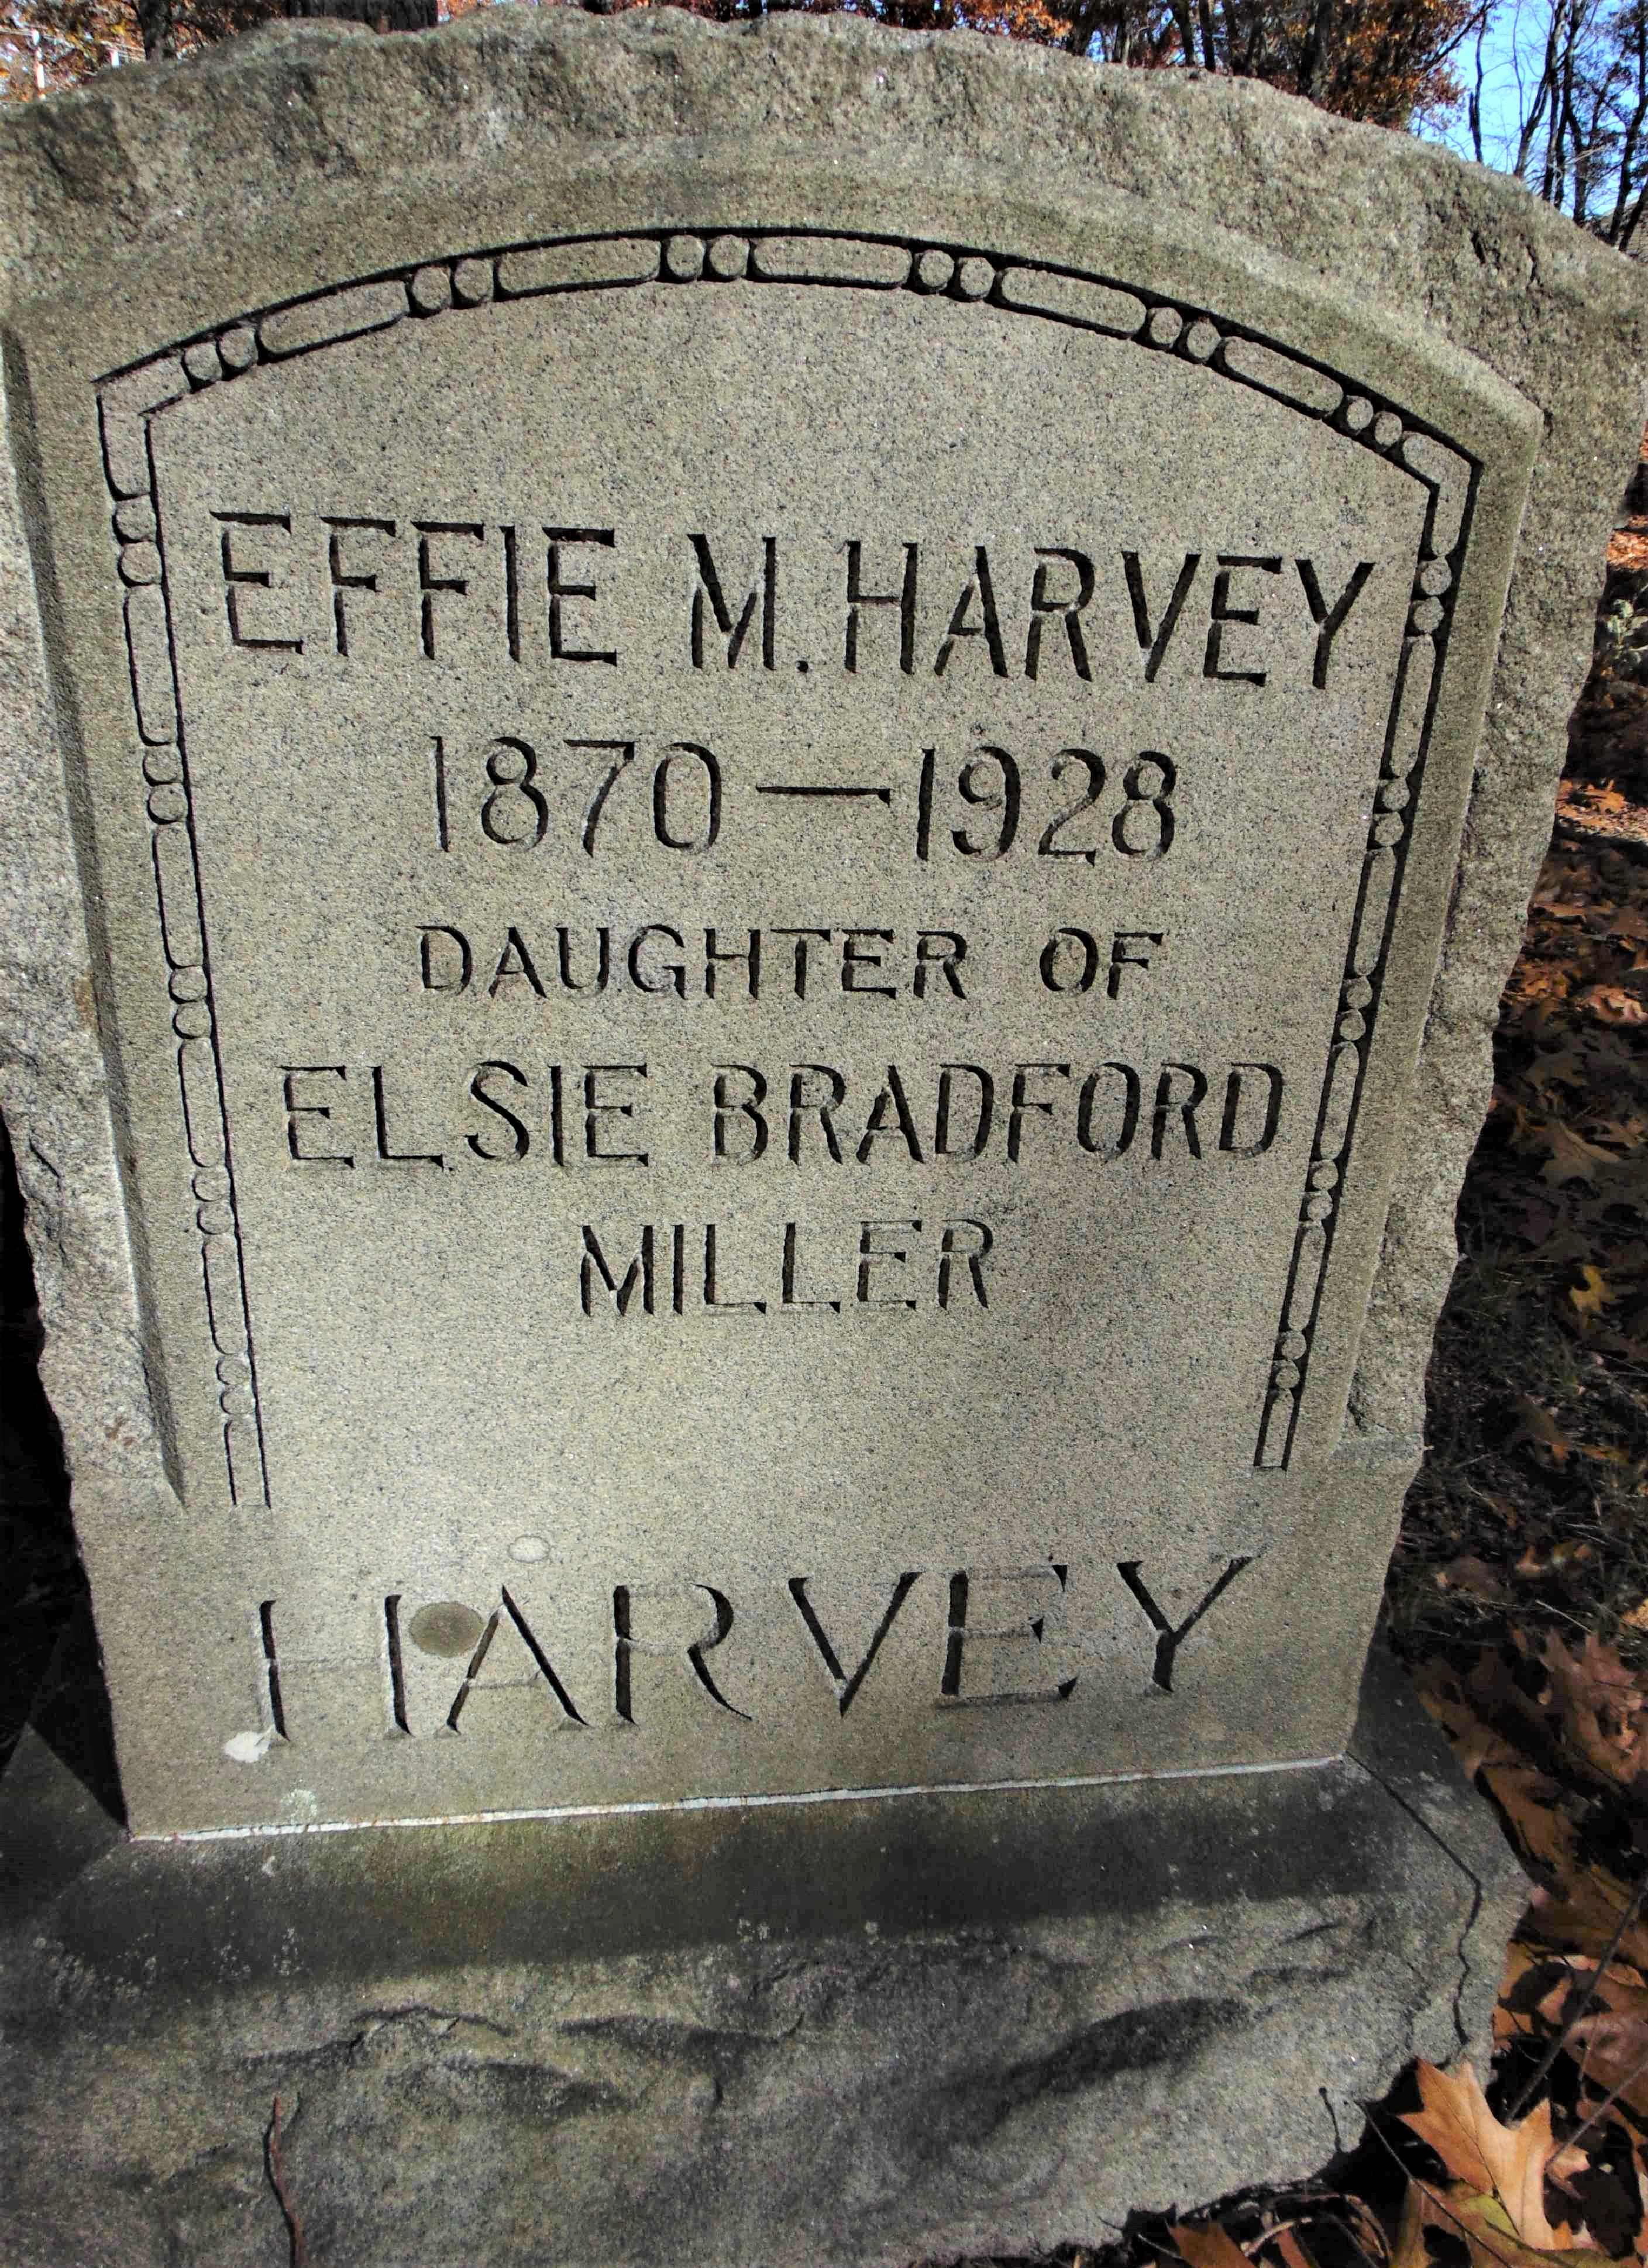 EFFIE M. HARVEY
1870—1928
DAUGHTER OF
ELSIE BRADFORD
MILLER
HARVEY